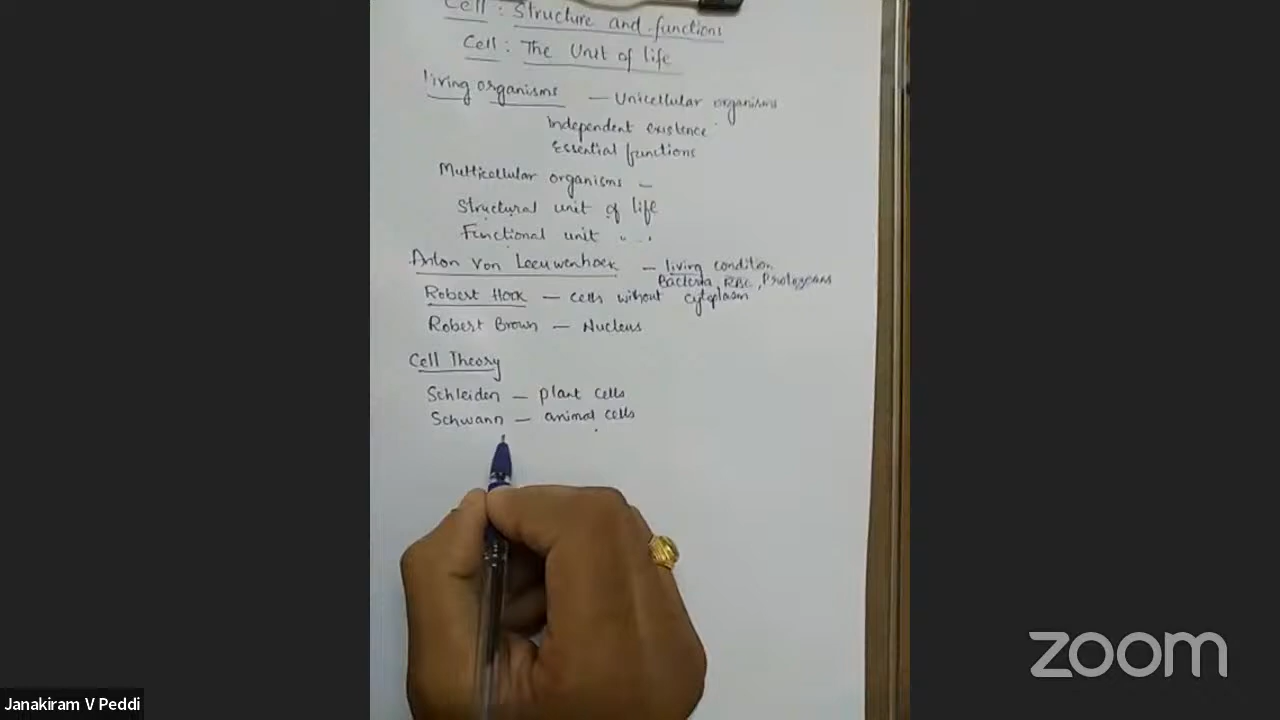 Cell : Structure and functions
Cell : The Unit of life
living organisms — Unicellular organisms
Independent existence
Essential functions
Multicellular organisms —
Structural unit of life
Functional unit " "
Anton Von Leeuwenhoek — living condition
Bacteria, RBC, Protozoans
Robert Hook — cells without cytoplasm
Robert Brown — Nucleus
Cell Theory
Schleiden — plant cells
Schwann — animal cells
zoom
Janakiram V Peddi